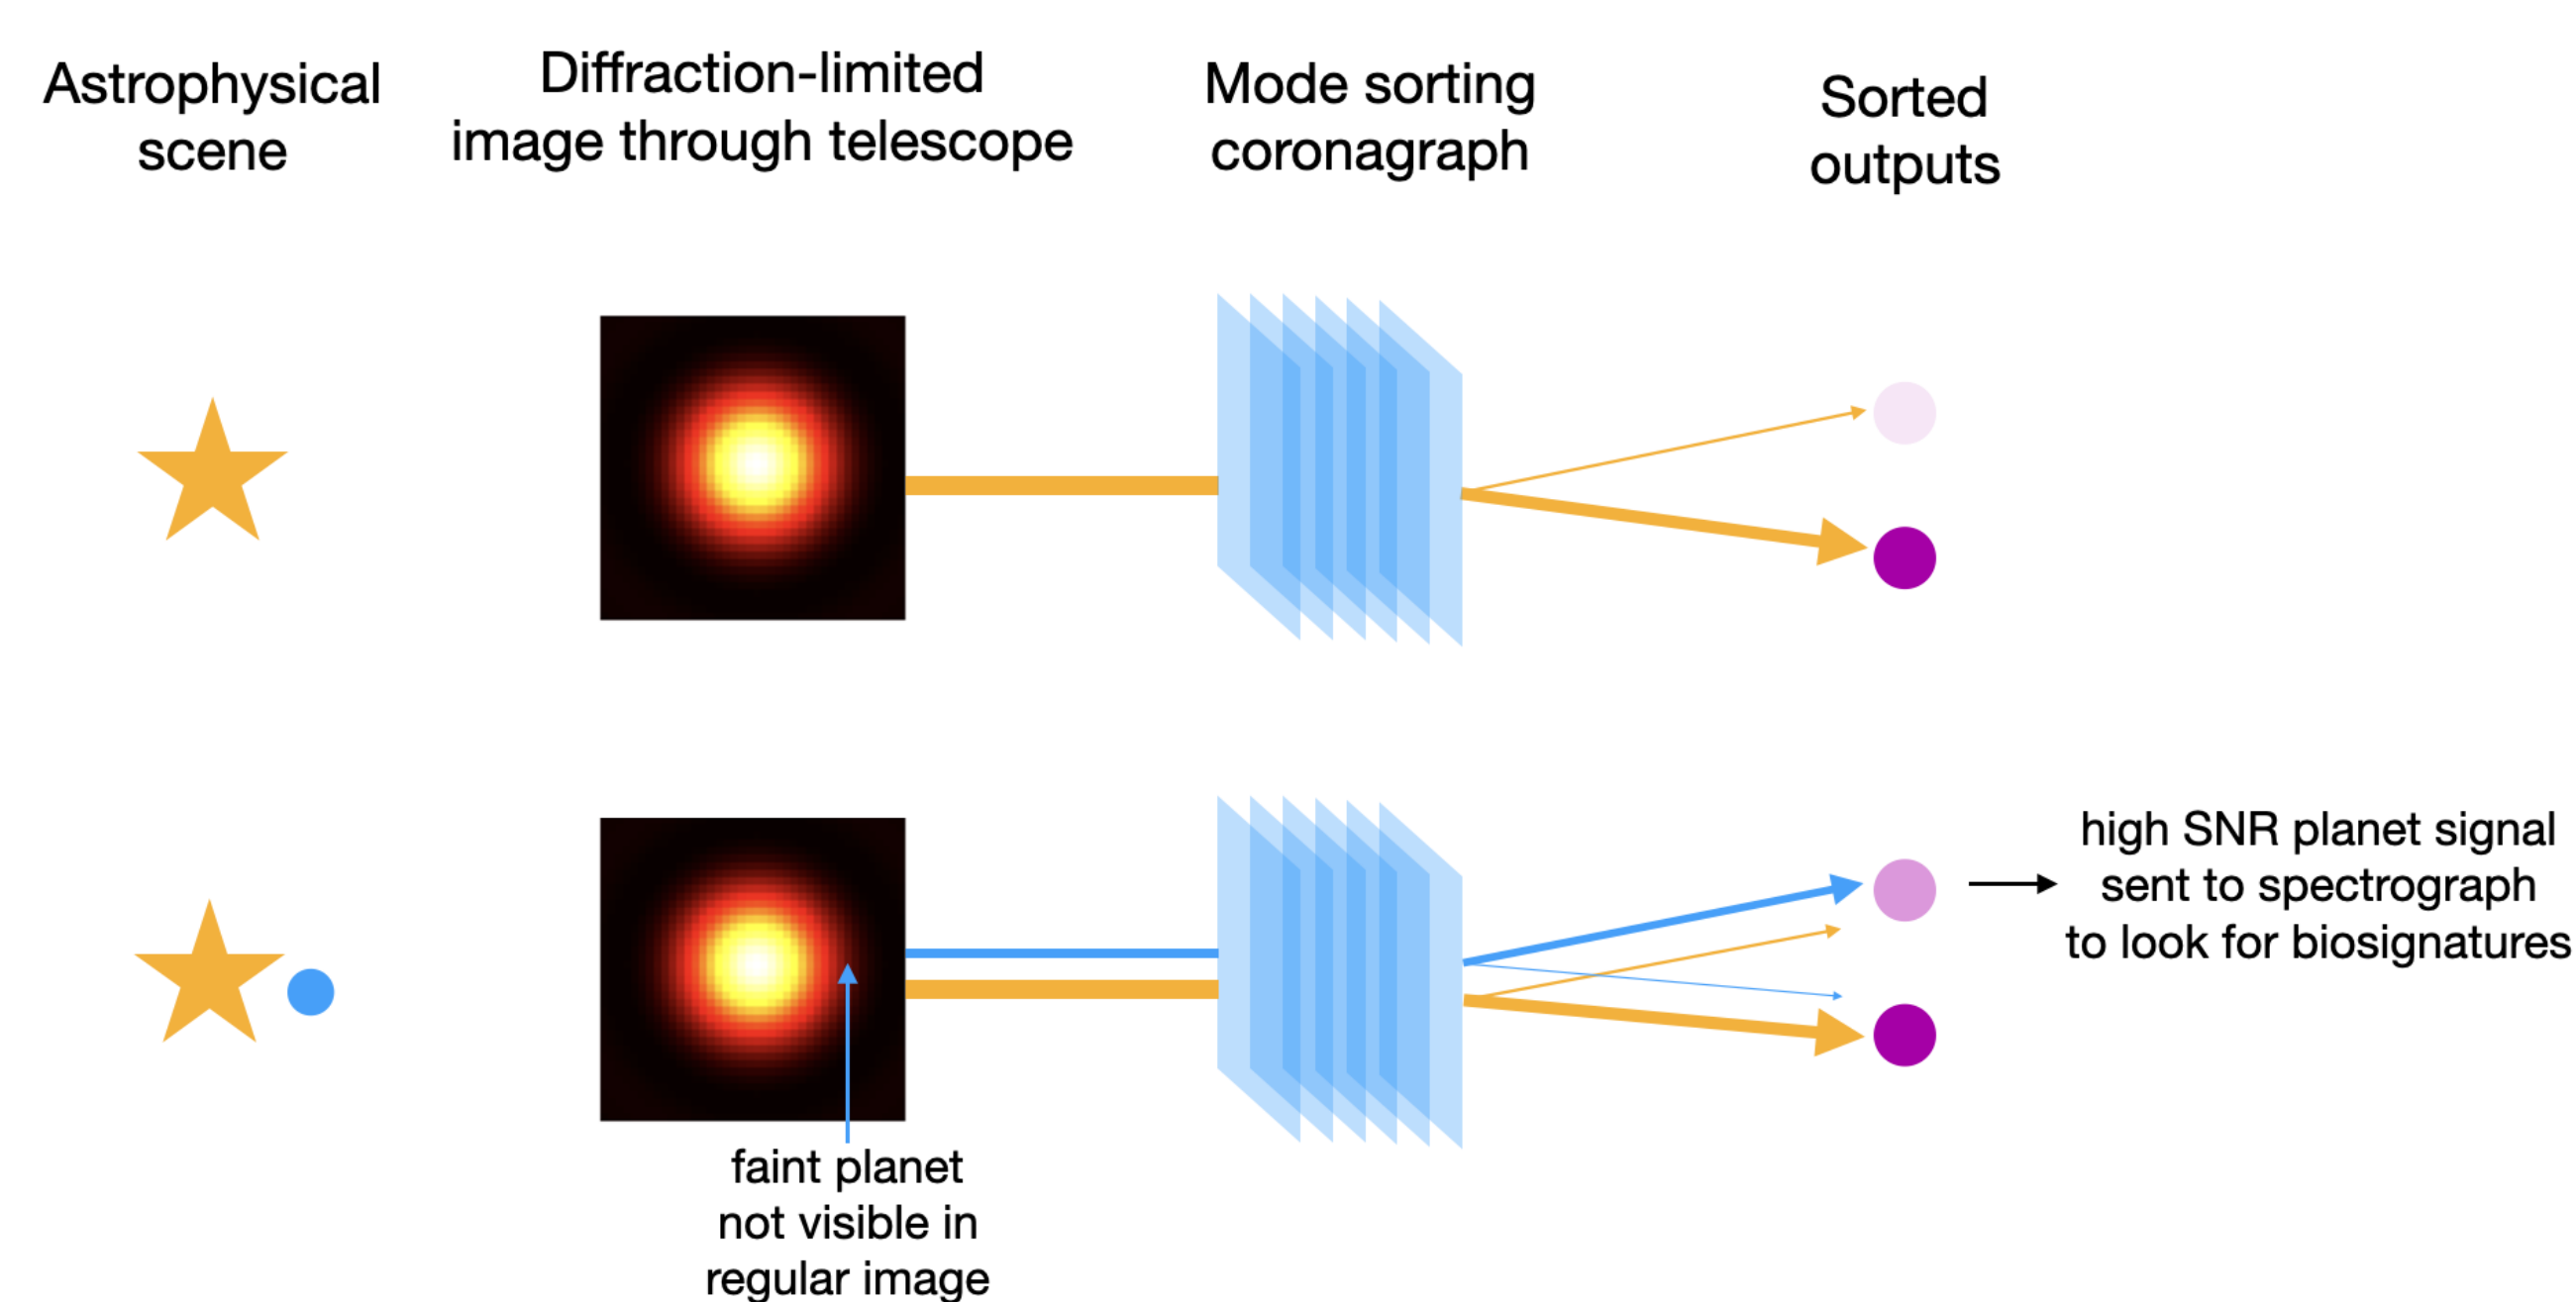 Astrophysical
scene
Diffraction-limited
image through telescope
Mode sorting
coronagraph
Sorted
outputs
high SNR planet signal
sent to spectrograph
to look for biosignatures
faint planet
not visible in
regular image